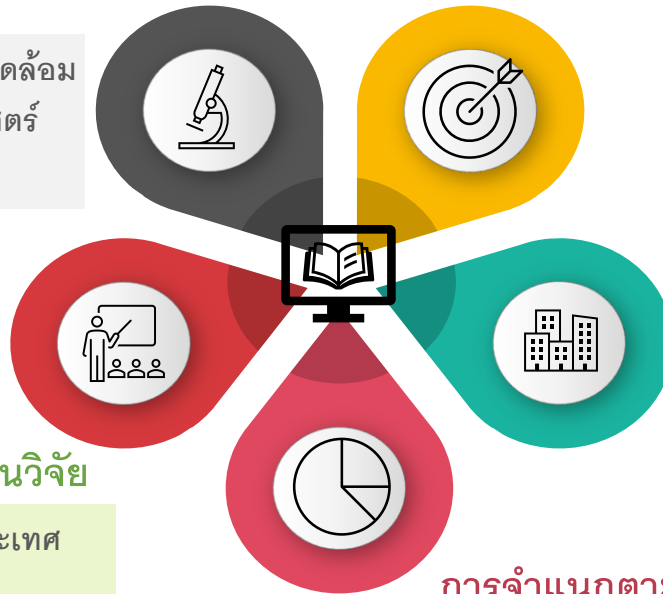 ดล้อม
ตร์
นวิจัย
ะเทศ
การจำแนกตาม